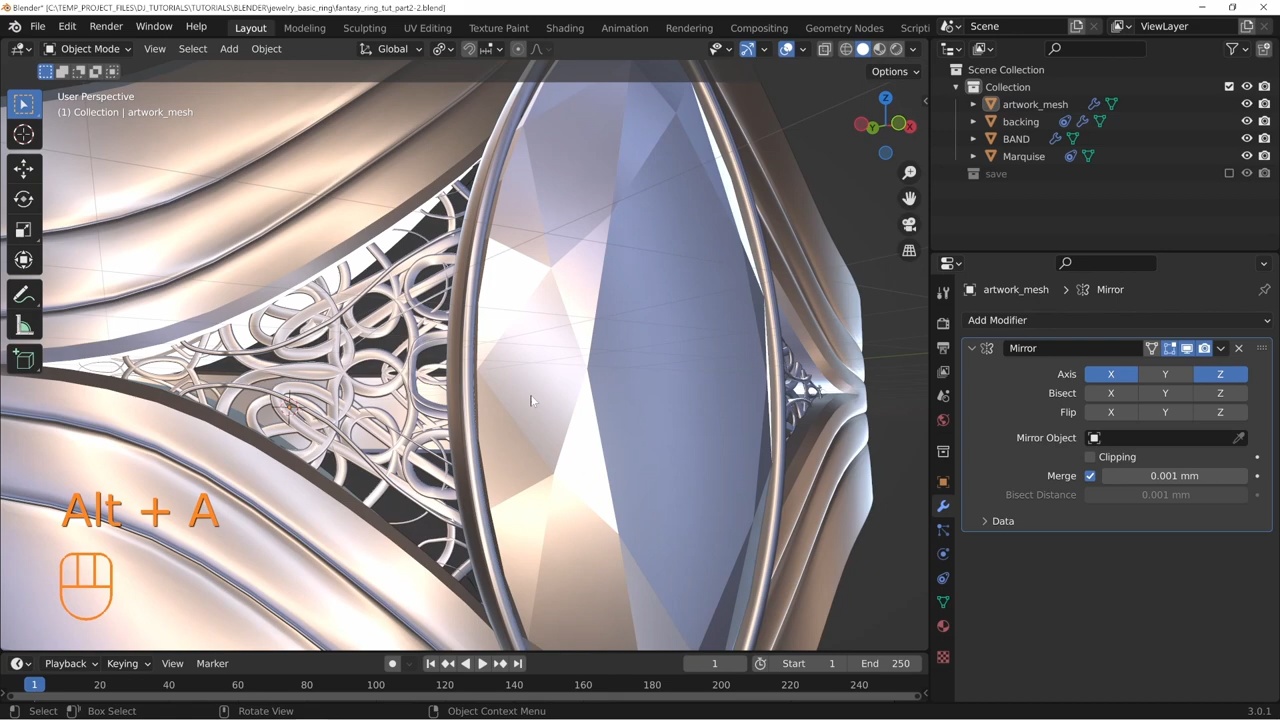 Blender* [C:\TEMP_PROJECT_FILES\DJ_TUTORIALS\TUTORIALS\BLENDER\jewelry_basic_ring\fantasy_ring_tut_part2-2.blend]
File Edit Render Window Help Layout Modeling Sculpting UV Editing Texture Paint Shading Animation Rendering Compositing Geometry Nodes Scripti Scene ViewLayer
Object Mode View Select Add Object Global
Options
User Perspective
(1) Collection | artwork_mesh
Z
Y X
Scene Collection
Collection
artwork_mesh
backing
BAND
Marquise
save
artwork_mesh > Mirror
Add Modifier
Mirror
Axis X Y Z
Bisect X Y Z
Flip X Y Z
Mirror Object
Clipping
Merge 0.001 mm
Bisect Distance 0.001 mm
Data
Alt + A
Playback Keying View Marker 1 Start 1 End 250
1 20 40 60 80 100 120 140 160 180 200 220 240
Select Box Select Rotate View Object Context Menu 3.0.1